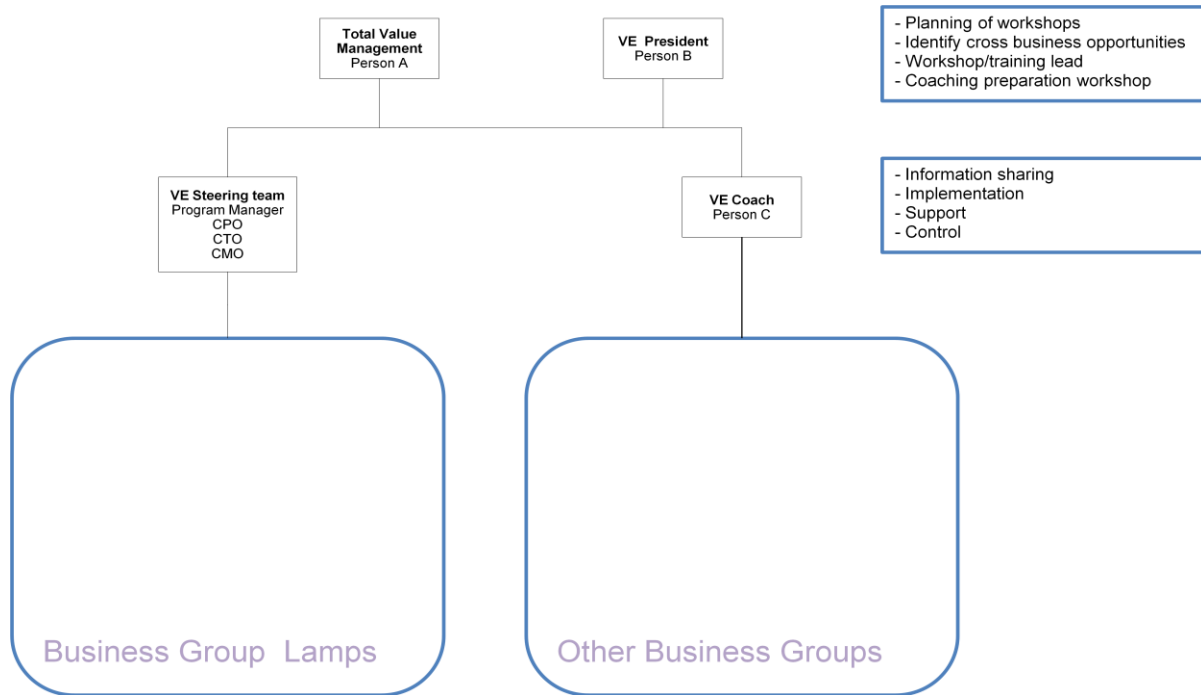 Total Value
Management
Person A
VE President
Person B
- Planning of workshops
- Identify cross business opportunities
- Workshop/training lead
- Coaching preparation workshop
VE Steering team
Program Manager
CPO
CTO
CMO
VE Coach
Person C
- Information sharing
- Implementation
- Support
- Control
Business Group Lamps
Other Business Groups